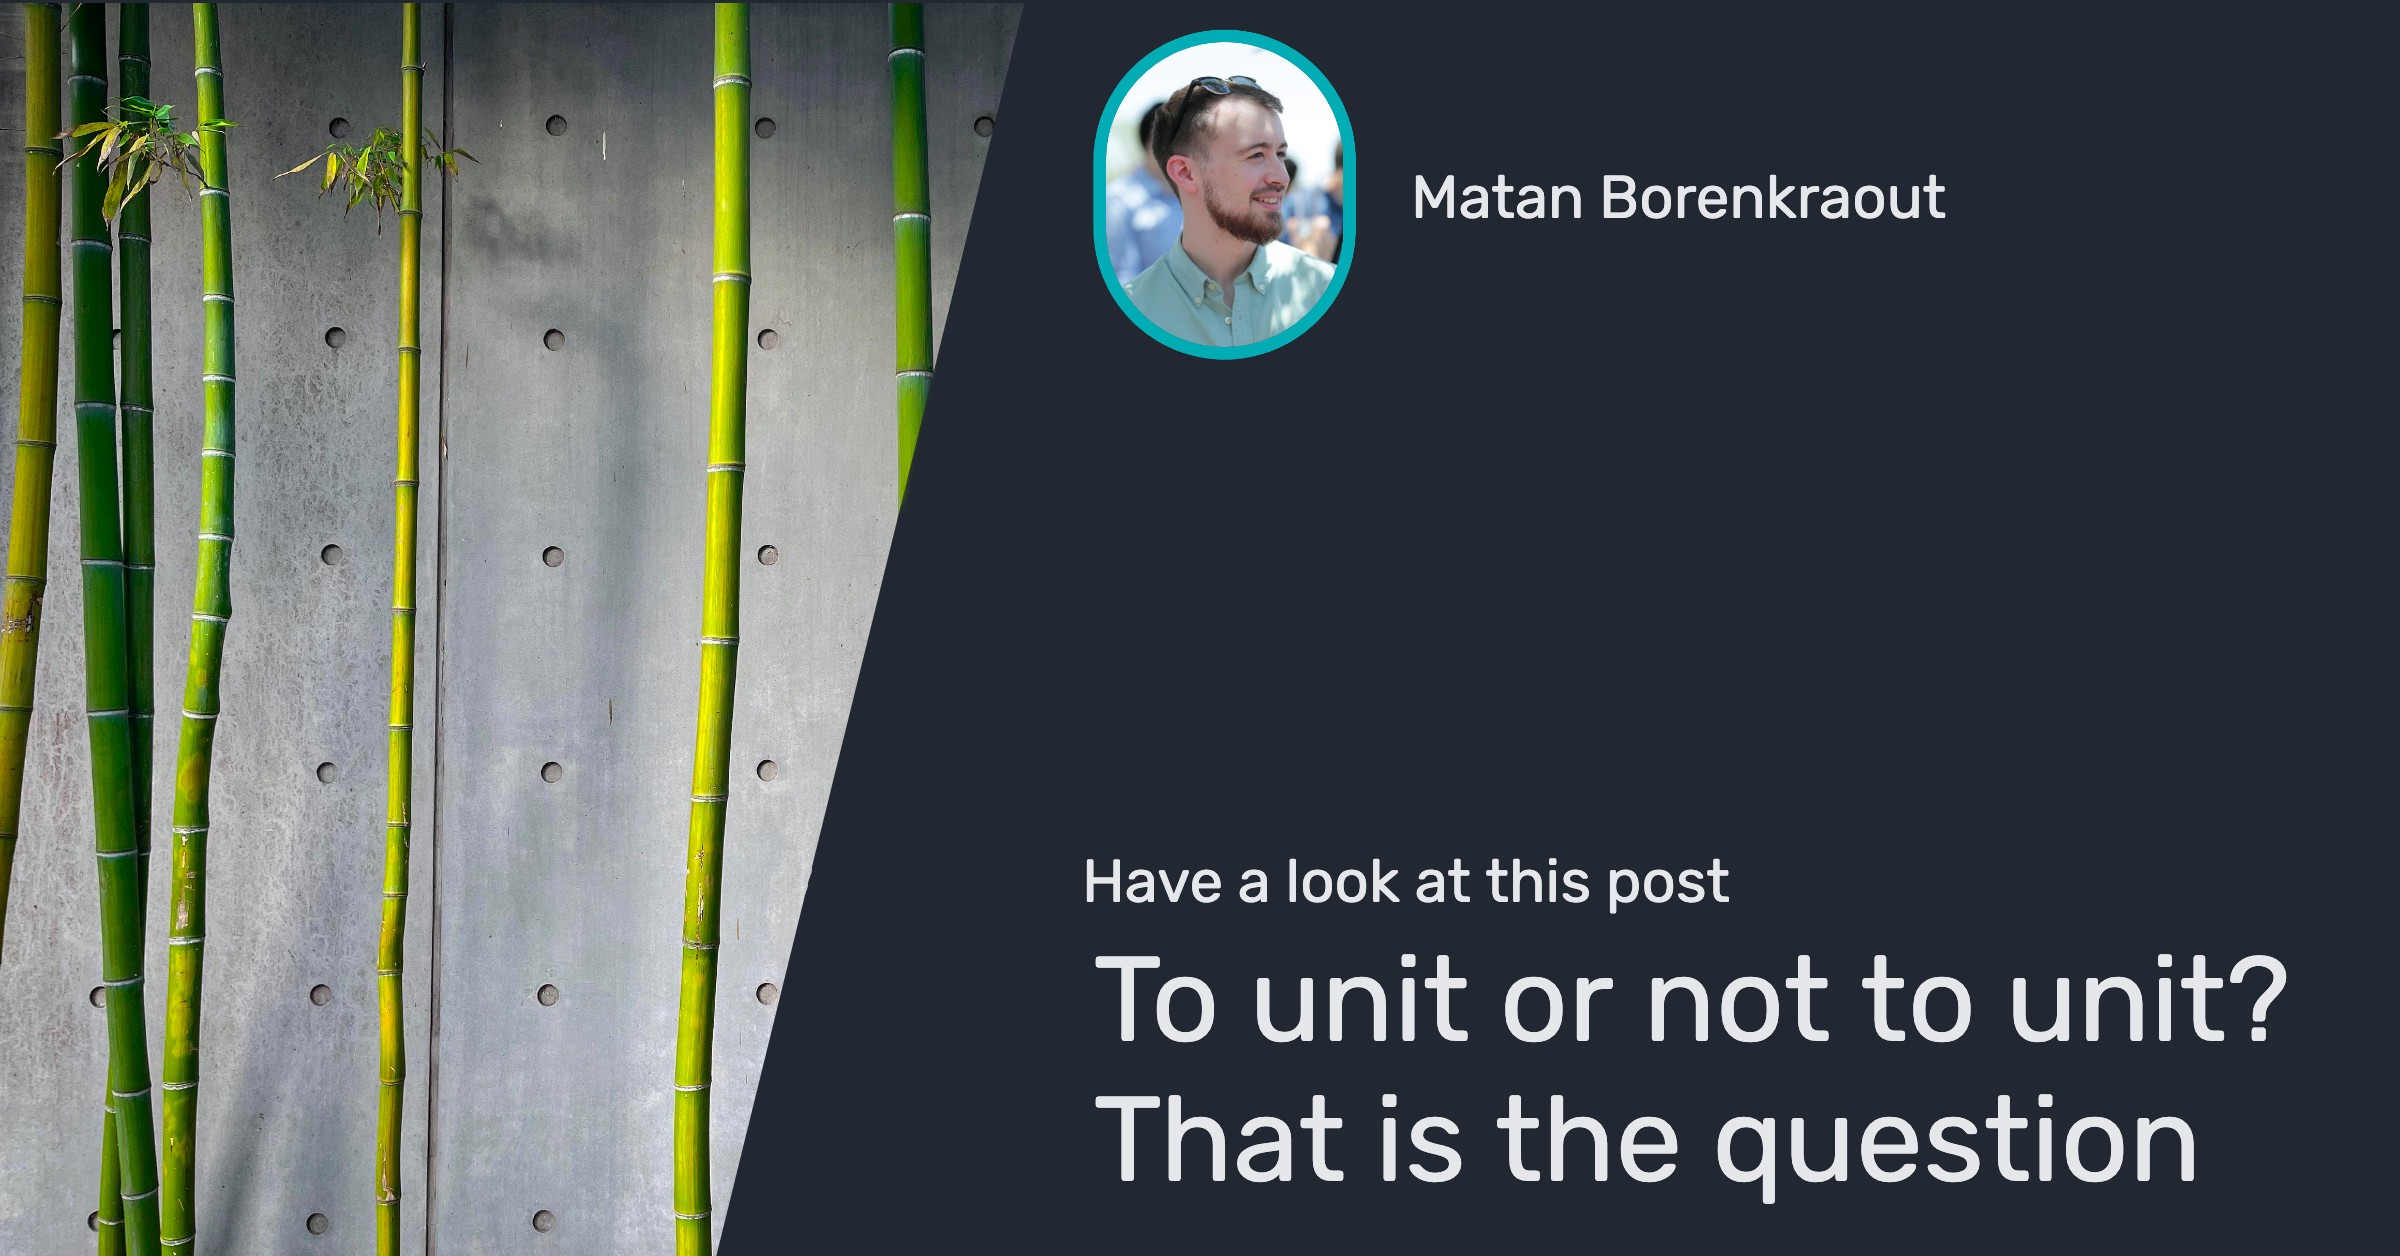 Matan Borenkraout
Have a look at this post
To unit or not to unit?
That is the question